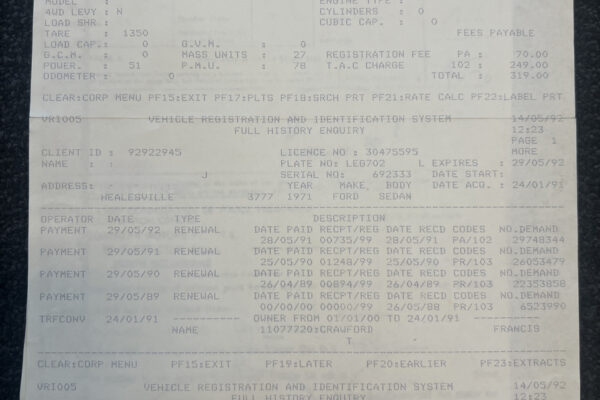 MODEL : ENGINE TYPE :
4WD LEVY : N CYLINDERS : 0
LOAD SHR.: CUBIC CAP. : 0
TARE : 1350 FEES PAYABLE
LOAD CAP.: 0 G.V.M. : 0
G.C.M. : 0 MASS UNITS : 27 REGISTRATION FEE PA : 70.00
POWER. : 51 P.M.U. : 78 T.A.C CHARGE 102 : 249.00
ODOMETER : 0 TOTAL : 319.00
CLEAR:CORP MENU PF15:EXIT PF17:PLTS PF18:SRCH PRT PF21:RATE CALC PF22:LABEL PRT
VRI005 VEHICLE REGISTRATION AND IDENTIFICATION SYSTEM 14/05/92
FULL HISTORY ENQUIRY 12:23
PAGE 1
CLIENT ID : 92922945 LICENCE NO : 30475595 MORE
NAME : PLATE NO: LEG702 L EXPIRES : 29/05/92
J SERIAL NO: 692333 DATE START:
ADDRESS: YEAR MAKE BODY DATE ACQ. : 24/01/91
HEALESVILLE 3777 1971 FORD SEDAN
OPERATOR DATE TYPE DESCRIPTION
PAYMENT 29/05/92 RENEWAL DATE PAID RECPT/REG DATE RECD CODES NO.DEMAND
28/05/91 00735/99 28/05/91 PA/102 29748344
PAYMENT 29/05/91 RENEWAL DATE PAID RECPT/REG DATE RECD CODES NO.DEMAND
25/05/90 01248/99 25/05/90 PR/103 26053479
PAYMENT 29/05/90 RENEWAL DATE PAID RECPT/REG DATE RECD CODES NO.DEMAND
26/04/89 00894/99 26/04/89 PR/103 22353858
PAYMENT 29/05/89 RENEWAL DATE PAID RECPT/REG DATE RECD CODES NO.DEMAND
00/00/00 00000/99 26/05/88 PR/103 6523990
TRFCONV 24/01/91 ---------- OWNER FROM 01/01/00 TO 24/01/91 ----------
NAME 11077720:CRAWFORD FRANCIS
T
CLEAR:CORP MENU PF15:EXIT PF19:LATER PF20:EARLIER PF23:EXTRACTS
VRI005 VEHICLE REGISTRATION AND IDENTIFICATION SYSTEM 14/05/92
FULL HISTORY ENQUIRY 12:23